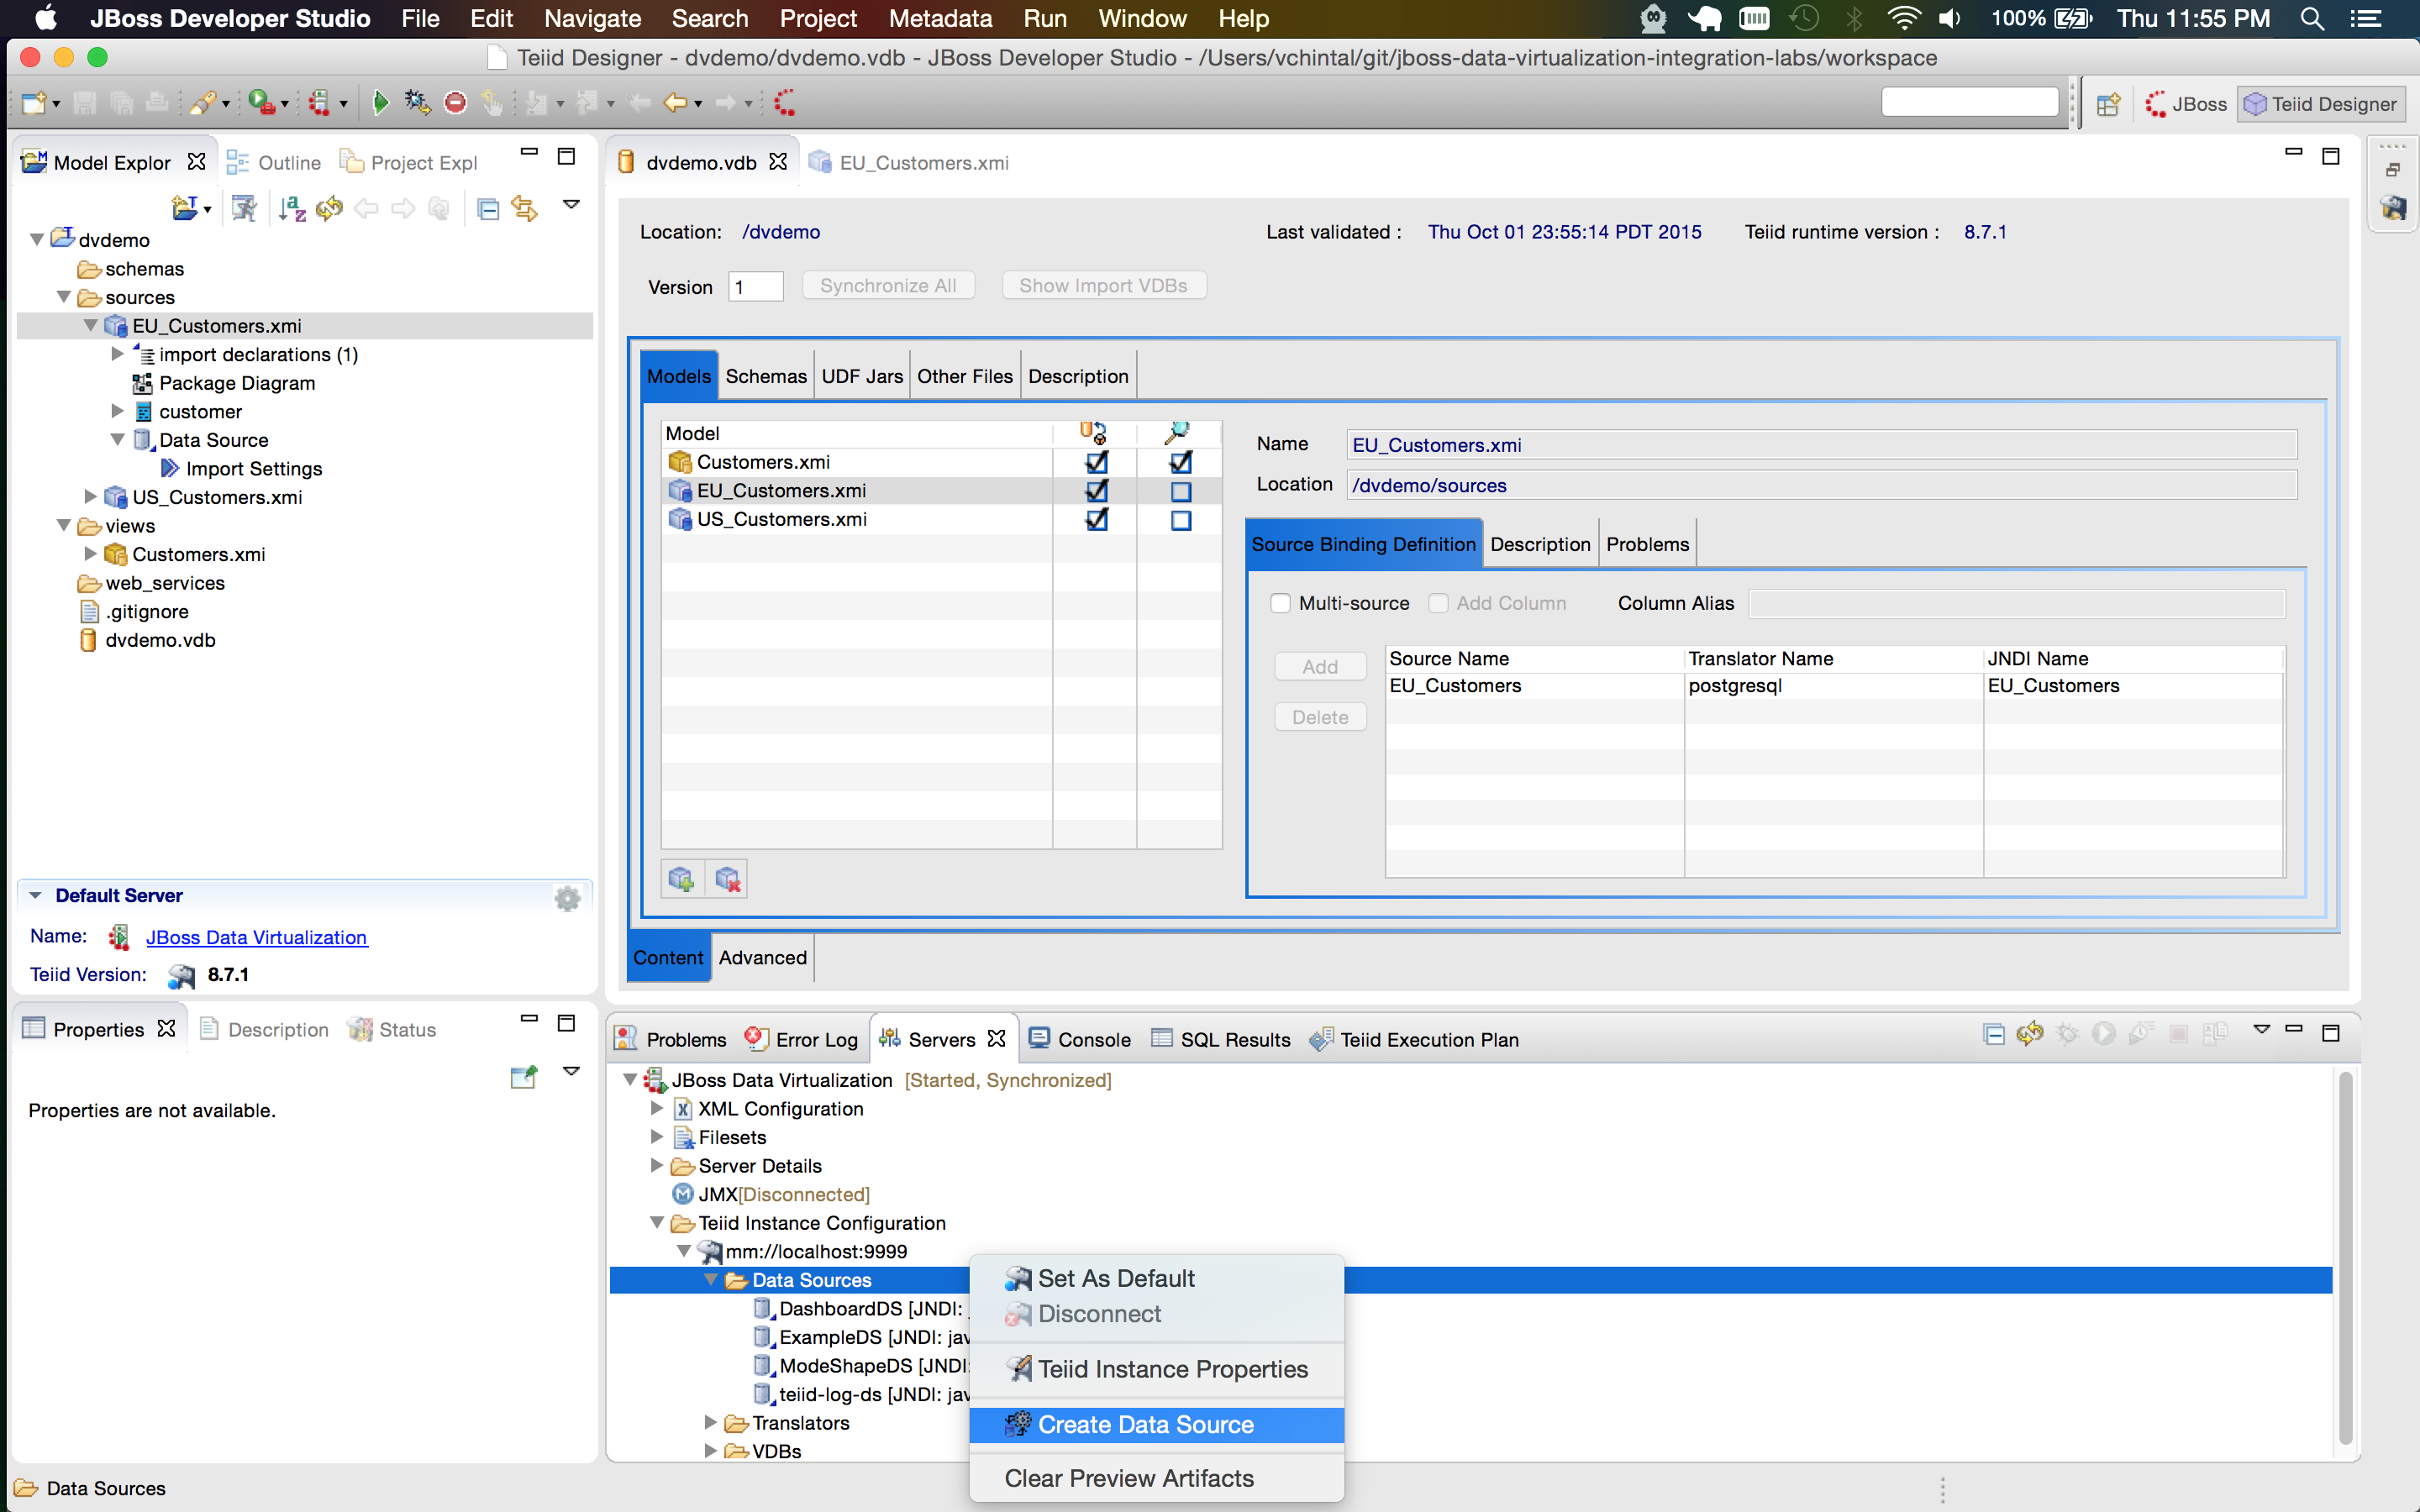 JBoss Developer Studio File Edit Navigate Search Project Metadata Run Window Help 100% Thu 11:55 PM
Teiid Designer - dvdemo/dvdemo.vdb - JBoss Developer Studio - /Users/vchintal/git/jboss-data-virtualization-integration-labs/workspace
JBoss Teiid Designer
Model Explor Outline Project Expl
dvdemo
schemas
sources
EU_Customers.xmi
import declarations (1)
Package Diagram
customer
Data Source
Import Settings
US_Customers.xmi
views
Customers.xmi
web_services
.gitignore
dvdemo.vdb
Default Server
Name: JBoss Data Virtualization
Teiid Version: 8.7.1
Properties Description Status
Properties are not available.
dvdemo.vdb EU_Customers.xmi
Location: /dvdemo Last validated : Thu Oct 01 23:55:14 PDT 2015 Teiid runtime version : 8.7.1
Version 1 Synchronize All Show Import VDBs
Models Schemas UDF Jars Other Files Description
Model
Customers.xmi
EU_Customers.xmi
US_Customers.xmi
Name EU_Customers.xmi
Location /dvdemo/sources
Source Binding Definition Description Problems
Multi-source Add Column Column Alias
Add
Delete
Source Name Translator Name JNDI Name
EU_Customers postgresql EU_Customers
Content Advanced
Problems Error Log Servers Console SQL Results Teiid Execution Plan
JBoss Data Virtualization [Started, Synchronized]
XML Configuration
Filesets
Server Details
JMX[Disconnected]
Teiid Instance Configuration
mm://localhost:9999
Data Sources
DashboardDS [JNDI:
ExampleDS [JNDI: jav
ModeShapeDS [JNDI:
teiid-log-ds [JNDI: jav
Translators
VDBs
Set As Default
Disconnect
Teiid Instance Properties
Create Data Source
Clear Preview Artifacts
Data Sources